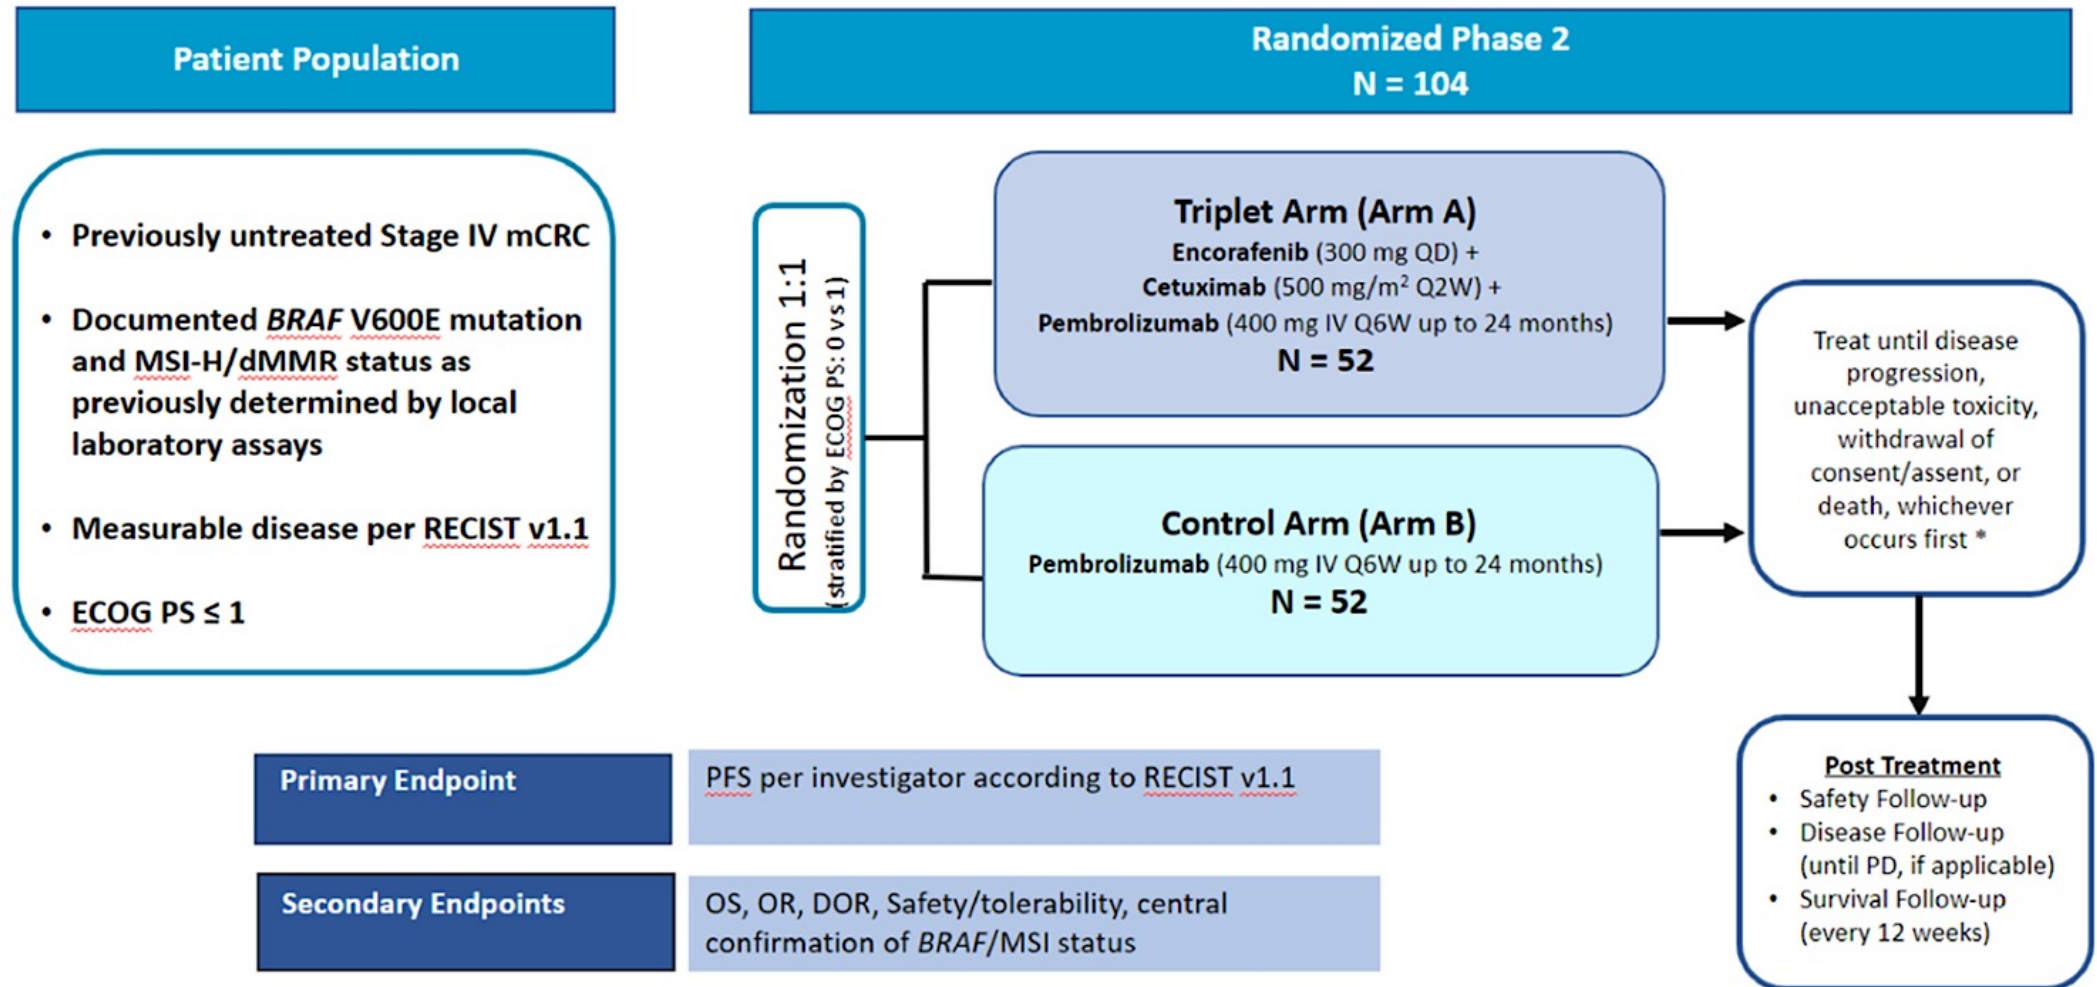 Patient Population
• Previously untreated Stage IV mCRC
• Documented BRAF V600E mutation
and MSI-H/dMMR status as
previously determined by local
laboratory assays
• Measurable disease per RECIST v1.1
• ECOG PS ≤ 1
Randomized Phase 2
N = 104
Randomization 1:1
(stratified by ECOG PS: 0 vs 1)
Triplet Arm (Arm A)
Encorafenib (300 mg QD) +
Cetuximab (500 mg/m² Q2W) +
Pembrolizumab (400 mg IV Q6W up to 24 months)
N = 52
Control Arm (Arm B)
Pembrolizumab (400 mg IV Q6W up to 24 months)
N = 52
Treat until disease
progression,
unacceptable toxicity,
withdrawal of
consent/assent, or
death, whichever
occurs first *
Post Treatment
• Safety Follow-up
• Disease Follow-up
(until PD, if applicable)
• Survival Follow-up
(every 12 weeks)
Primary Endpoint
PFS per investigator according to RECIST v1.1
Secondary Endpoints
OS, OR, DOR, Safety/tolerability, central
confirmation of BRAF/MSI status